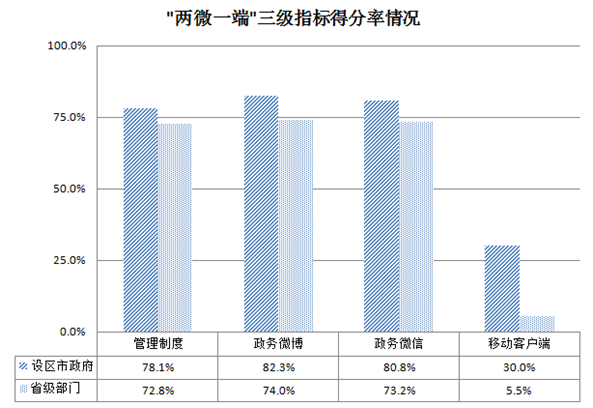 "两微一端"三级指标得分率情况
100.0%
75.0%
50.0%
25.0%
0.0%
管理制度 政务微博 政务微信 移动客户端
设区市政府 78.1% 82.3% 80.8% 30.0%
省级部门 72.8% 74.0% 73.2% 5.5%